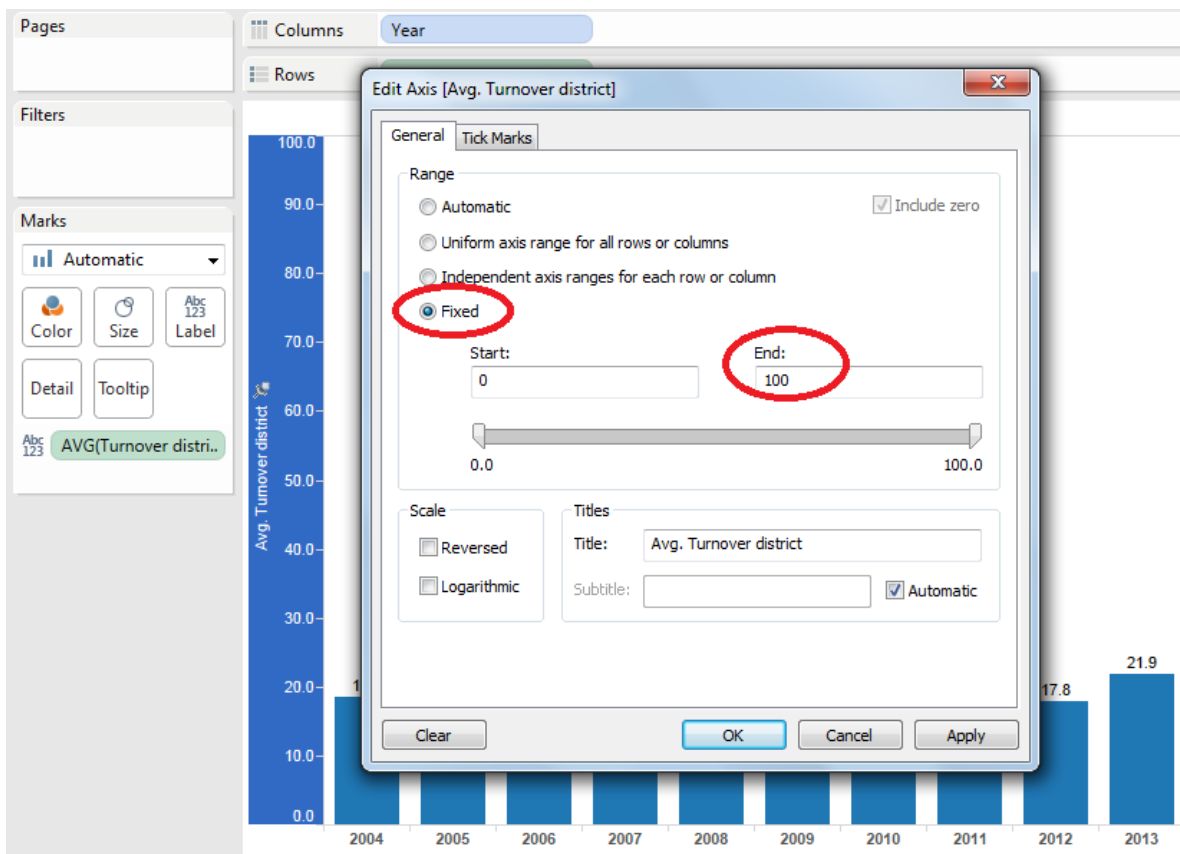 Pages
Columns
Year
Rows
Filters
Marks
Automatic
Color
Size
Abc
123
Label
Detail
Tooltip
Abc
123
AVG(Turnover distri..
Edit Axis [Avg. Turnover district]
General
Tick Marks
Range
Automatic
Include zero
Uniform axis range for all rows or columns
Independent axis ranges for each row or column
Fixed
Start:
End:
0
100
0.0
100.0
Scale
Reversed
Logarithmic
Titles
Title:
Avg. Turnover district
Subtitle:
Automatic
Clear
OK
Cancel
Apply
Avg. Turnover district
100.0
90.0
80.0
70.0
60.0
50.0
40.0
30.0
20.0
10.0
0.0
17.8
21.9
2004
2005
2006
2007
2008
2009
2010
2011
2012
2013